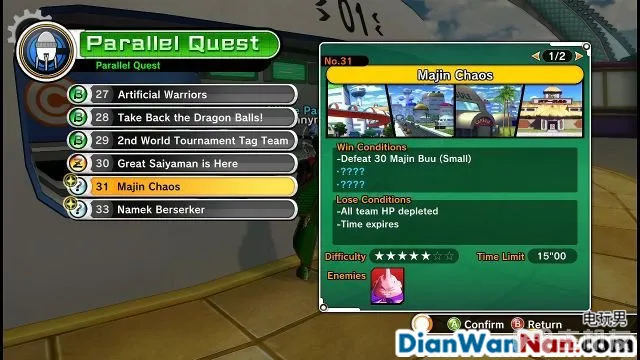 Parallel Quest
Parallel Quest
B 27 Artificial Warriors
B 28 Take Back the Dragon Balls!
B 29 2nd World Tournament Tag Team
Z 30 Great Saiyaman is Here
? 31 Majin Chaos
? 33 Namek Berserker
01
No.31
1/2
Majin Chaos
Win Conditions
-Defeat 30 Majin Buu (Small)
-????
-????
Lose Conditions
-All team HP depleted
-Time expires
Difficulty ★★★★★☆☆ Time Limit 15"00
Enemies
A Confirm B Return
电玩男
DianWanNan.com